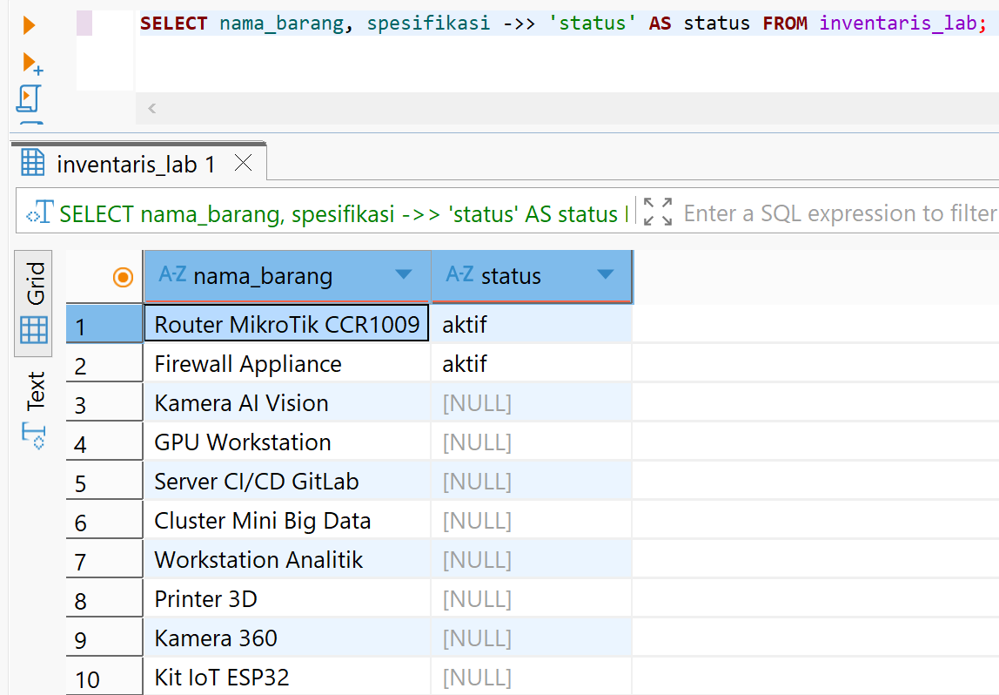 SELECT nama_barang, spesifikasi ->> 'status' AS status FROM inventaris_lab;
inventaris_lab 1
SELECT nama_barang, spesifikasi ->> 'status' AS status
Enter a SQL expression to filter
Grid
Text
nama_barang status
1 Router MikroTik CCR1009 aktif
2 Firewall Appliance aktif
3 Kamera AI Vision [NULL]
4 GPU Workstation [NULL]
5 Server CI/CD GitLab [NULL]
6 Cluster Mini Big Data [NULL]
7 Workstation Analitik [NULL]
8 Printer 3D [NULL]
9 Kamera 360 [NULL]
10 Kit IoT ESP32 [NULL]